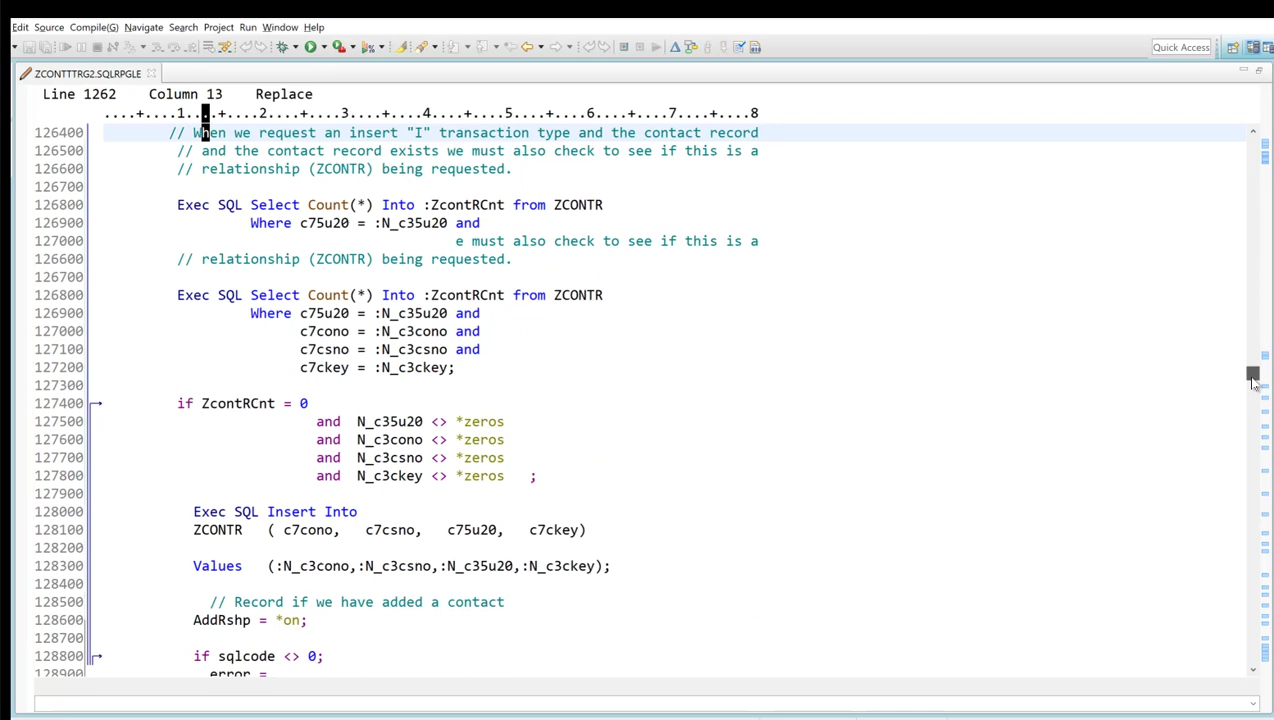 Edit Source Compile(G) Navigate Search Project Run Window Help
Quick Access
ZCONTTTRG2.SQLRPGLE
Line 1262 Column 13 Replace
....+....1....+....2....+....3....+....4....+....5....+....6....+....7....+....8
126400 // When we request an insert "I" transaction type and the contact record
126500 // and the contact record exists we must also check to see if this is a
126600 // relationship (ZCONTR) being requested.
126700
126800 Exec SQL Select Count(*) Into :ZcontRCnt from ZCONTR
126900 Where c75u20 = :N_c35u20 and
127000 e must also check to see if this is a
126600 // relationship (ZCONTR) being requested.
126700
126800 Exec SQL Select Count(*) Into :ZcontRCnt from ZCONTR
126900 Where c75u20 = :N_c35u20 and
127000 c7cono = :N_c3cono and
127100 c7csno = :N_c3csno and
127200 c7ckey = :N_c3ckey;
127300
127400 if ZcontRCnt = 0
127500 and N_c35u20 <> *zeros
127600 and N_c3cono <> *zeros
127700 and N_c3csno <> *zeros
127800 and N_c3ckey <> *zeros ;
127900
128000 Exec SQL Insert Into
128100 ZCONTR ( c7cono, c7csno, c75u20, c7ckey)
128200
128300 Values (:N_c3cono,:N_c3csno,:N_c35u20,:N_c3ckey);
128400
128500 // Record if we have added a contact
128600 AddRshp = *on;
128700
128800 if sqlcode <> 0;
128900 error =